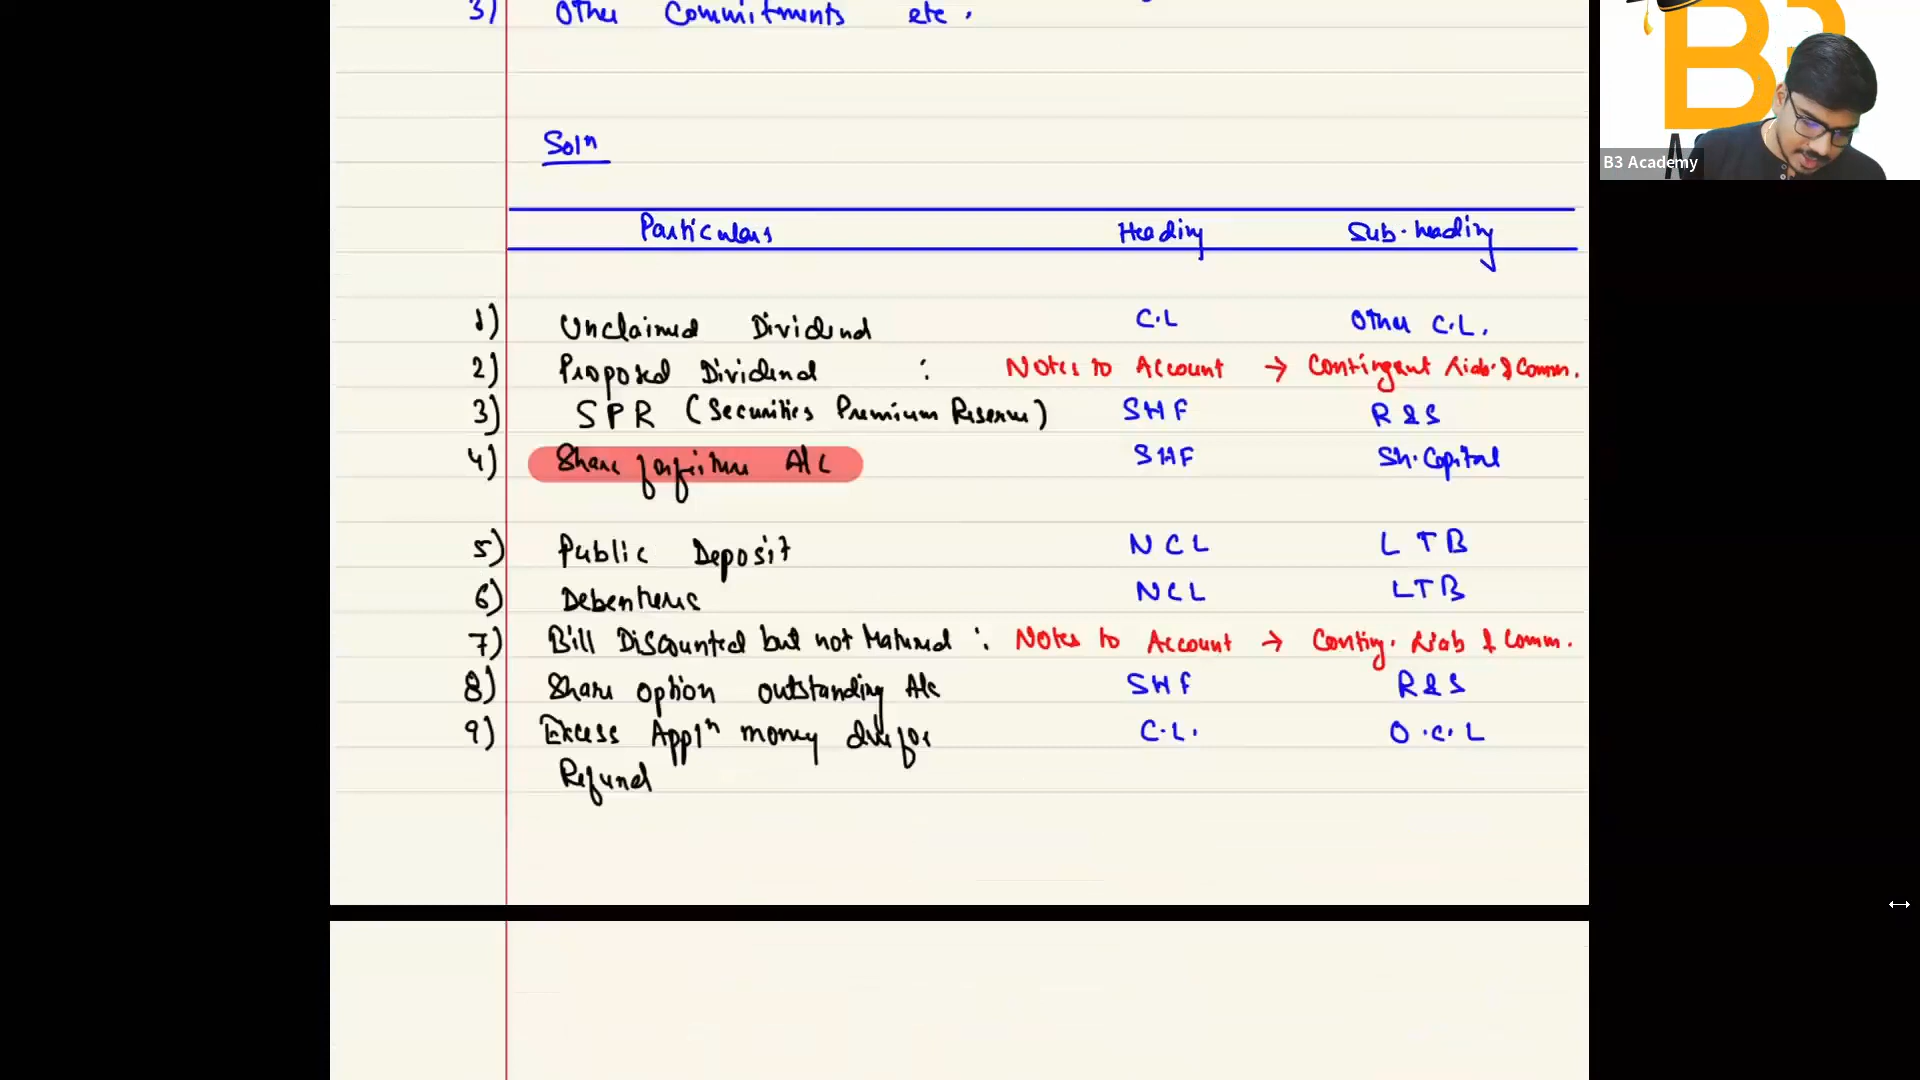 3) Other Commitments etc.
B3
B3 Academy
Solⁿ
Particulars Heading Sub-heading
1) Unclaimed Dividend C.L Other C.L.
2) Proposed Dividend : Notes to Account → Contingent Liab. & Comm.
3) SPR (Securities Premium Reserve) SHF R & S
4) Share forfeiture A/c SHF Sh. Capital
5) Public Deposit NCL LTB
6) Debentures NCL LTB
7) Bill Discounted but not Matured : Notes to Account → Conting. Liab & Comm.
8) Share option outstanding A/c SHF R & S
9) Excess Applⁿ money due for C.L. O.C.L
Refund